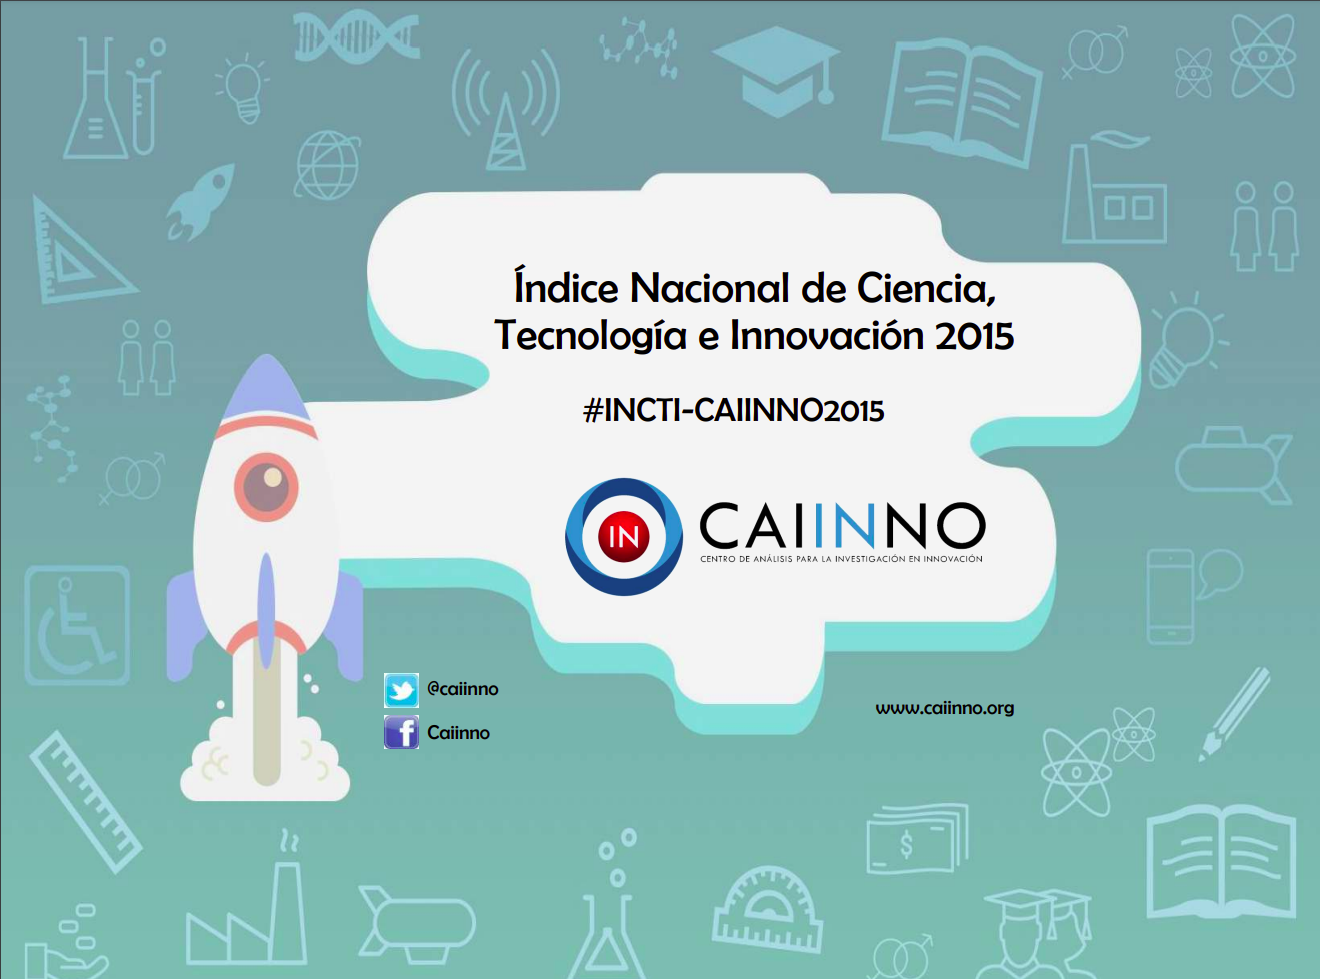 Índice Nacional de Ciencia,
Tecnología e Innovación 2015
#INCTI-CAIINNO2015
IN
CAIINNO
CENTRO DE ANÁLISIS PARA LA INVESTIGACIÓN EN INNOVACIÓN
@caiinno
www.caiinno.org
f
Caiinno
$